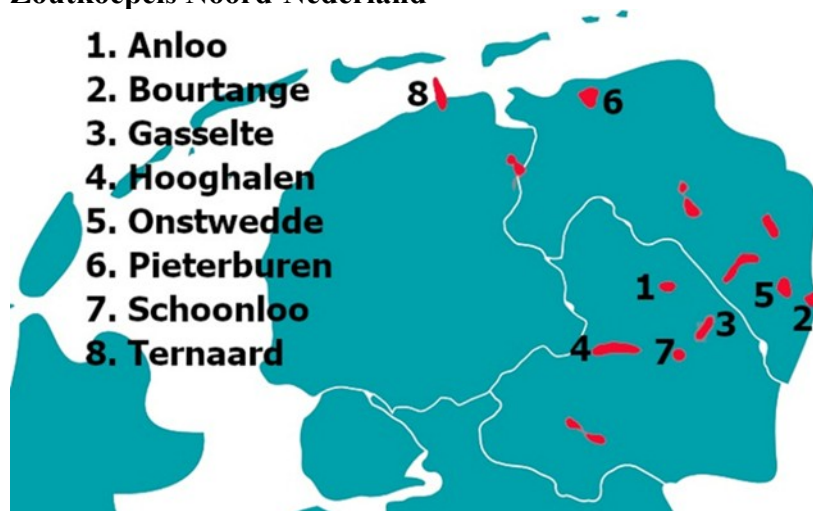 Zoutkoepels Noord-Nederland
1. Anloo
2. Bourtange
3. Gasselte
4. Hooghalen
5. Onstwedde
6. Pieterburen
7. Schoonloo
8. Ternaard
8
6
1
5
2
3
4
7